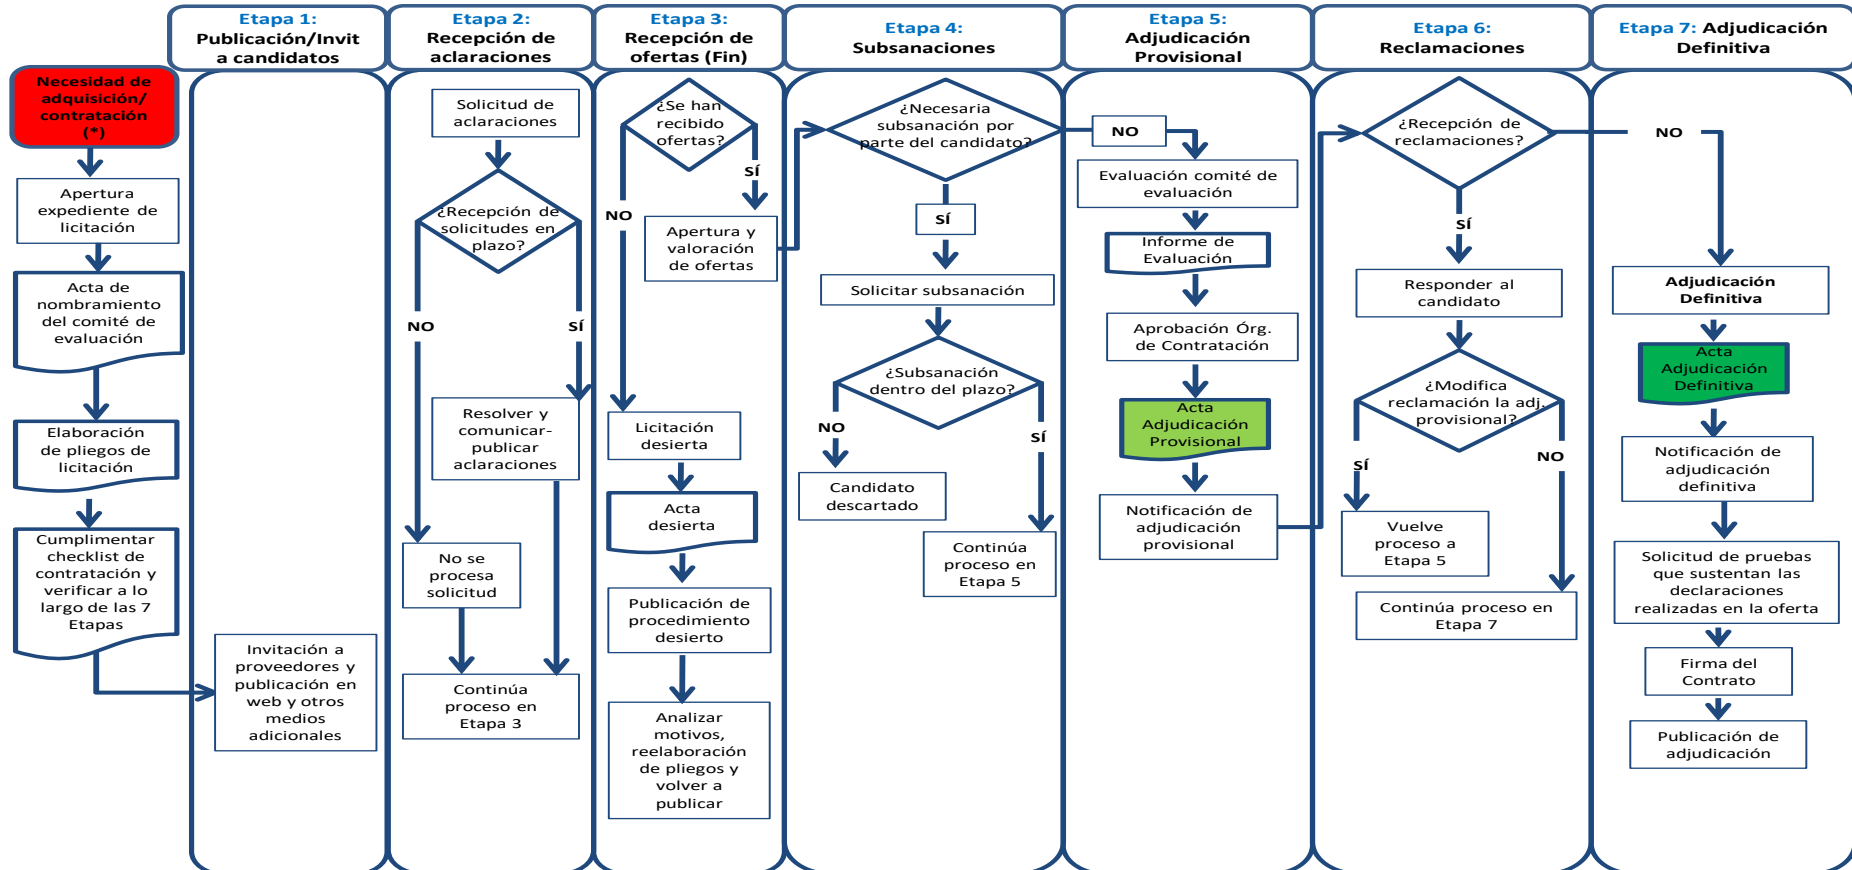 Necesidad de
adquisición/
contratación
(*)
Apertura
expediente de
licitación
Acta de
nombramiento
del comité de
evaluación
Elaboración
de pliegos de
licitación
Cumplimentar
checklist de
contratación y
verificar a lo
largo de las 7
Etapas
Etapa 1:
Publicación/Invit
a candidatos
Invitación a
proveedores y
publicación en
web y otros
medios
adicionales
Etapa 2:
Recepción de
aclaraciones
Solicitud de
aclaraciones
¿Recepción de
solicitudes en
plazo?
NO
SÍ
Resolver y
comunicar-
publicar
aclaraciones
No se
procesa
solicitud
Continúa
proceso en
Etapa 3
Etapa 3:
Recepción de
ofertas (Fin)
¿Se han
recibido
ofertas?
SÍ
NO
Apertura y
valoración
de ofertas
Licitación
desierta
Acta
desierta
Publicación de
procedimiento
desierto
Analizar
motivos,
reelaboración
de pliegos y
volver a
publicar
Etapa 4:
Subsanaciones
¿Necesaria
subsanación por
parte del candidato?
SÍ
Solicitar subsanación
¿Subsanación
dentro del plazo?
NO
SÍ
Candidato
descartado
Continúa
proceso en
Etapa 5
Etapa 5:
Adjudicación
Provisional
NO
Evaluación comité de
evaluación
Informe de
Evaluación
Aprobación Órg.
de Contratación
Acta
Adjudicación
Provisional
Notificación de
adjudicación
provisional
Etapa 6:
Reclamaciones
¿Recepción de
reclamaciones?
SÍ
Responder al
candidato
¿Modifica
reclamación la adj.
provisional?
SÍ
NO
Vuelve
proceso a
Etapa 5
Continúa proceso en
Etapa 7
Etapa 7: Adjudicación
Definitiva
NO
Adjudicación
Definitiva
Acta
Adjudicación
Definitiva
Notificación de
adjudicación
definitiva
Solicitud de pruebas
que sustentan las
declaraciones
realizadas en la oferta
Firma del
Contrato
Publicación de
adjudicación